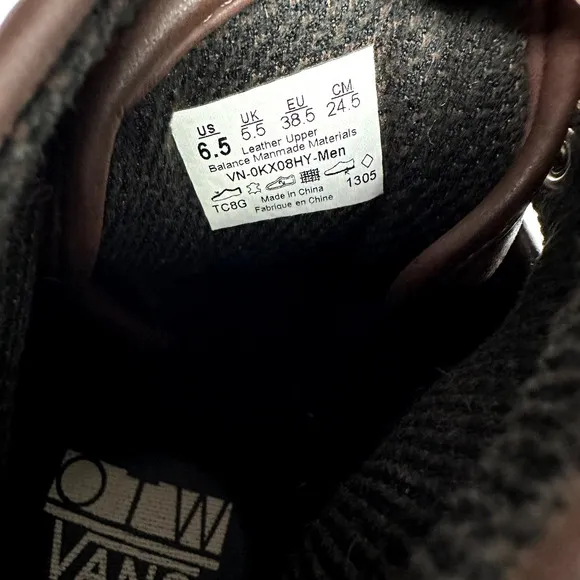 US UK EU CM
6.5 5.5 38.5 24.5
Leather Upper
Balance Manmade Materials
VN-0KX08HY-Men
TC8G Made in China 1305
Fabrique en Chine
OTW
VANS